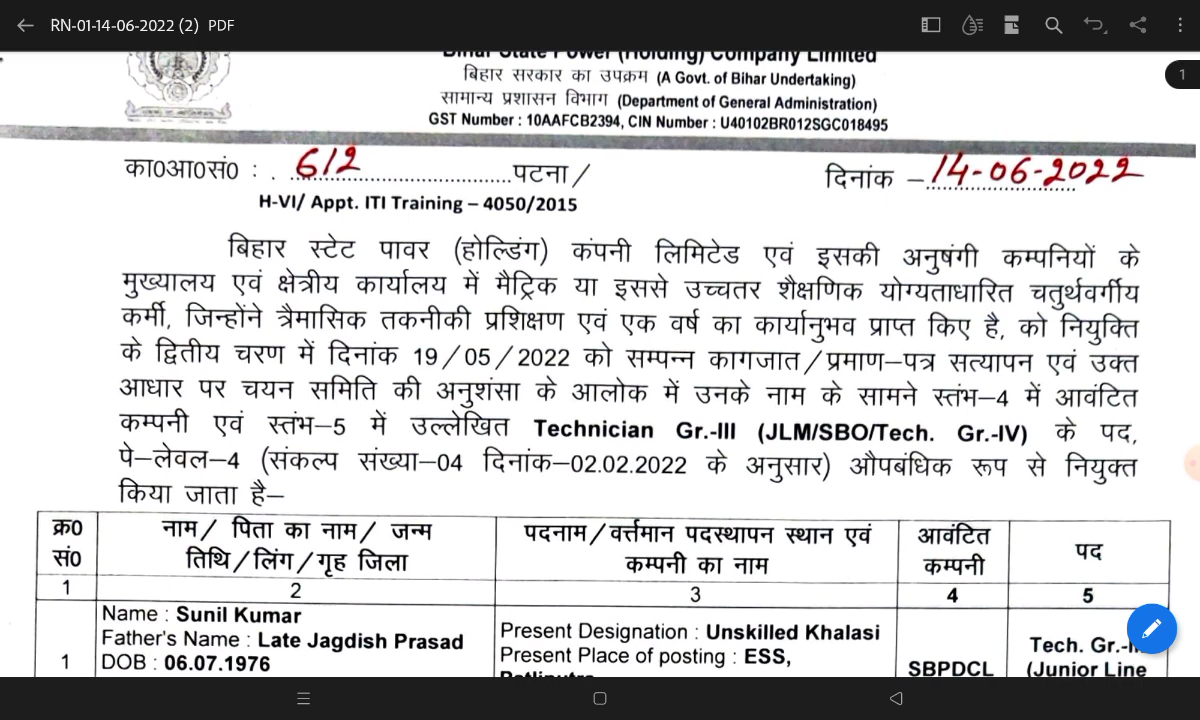 RN-01-14-06-2022 (2) PDF
1
Bihar State Power (Holding) Company Limited
बिहार सरकार का उपक्रम (A Govt. of Bihar Undertaking)
सामान्य प्रशासन विभाग (Department of General Administration)
GST Number : 10AAFCB2394, CIN Number : U40102BR012SGC018495
का0आ0सं0 : . 612 पटना/ दिनांक – 14-06-2022
H-VI/ Appt. ITI Training – 4050/2015
बिहार स्टेट पावर (होल्डिंग) कंपनी लिमिटेड एवं इसकी अनुषंगी कम्पनियों के
मुख्यालय एवं क्षेत्रीय कार्यालय में मैट्रिक या इससे उच्चतर शैक्षणिक योग्यताधारित चतुर्थवर्गीय
कर्मी, जिन्होंने त्रैमासिक तकनीकी प्रशिक्षण एवं एक वर्ष का कार्यानुभव प्राप्त किए है, को नियुक्ति
के द्वितीय चरण में दिनांक 19/05/2022 को सम्पन्न कागजात/प्रमाण–पत्र सत्यापन एवं उक्त
आधार पर चयन समिति की अनुशंसा के आलोक में उनके नाम के सामने स्तंभ–4 में आवंटित
कम्पनी एवं स्तंभ–5 में उल्लेखित Technician Gr.-III (JLM/SBO/Tech. Gr.-IV) के पद,
पे–लेवल–4 (संकल्प संख्या–04 दिनांक–02.02.2022 के अनुसार) औपबंधिक रूप से नियुक्त
किया जाता है–
क्र0 सं0
नाम/ पिता का नाम/ जन्म
तिथि/लिंग/गृह जिला
पदनाम/वर्त्तमान पदस्थापन स्थान एवं
कम्पनी का नाम
आवंटित
कम्पनी
पद
1 2 3 4 5
1
Name : Sunil Kumar
Father's Name : Late Jagdish Prasad
DOB : 06.07.1976
Present Designation : Unskilled Khalasi
Present Place of posting : ESS,
SBPDCL
Tech. Gr.-
(Junior Line